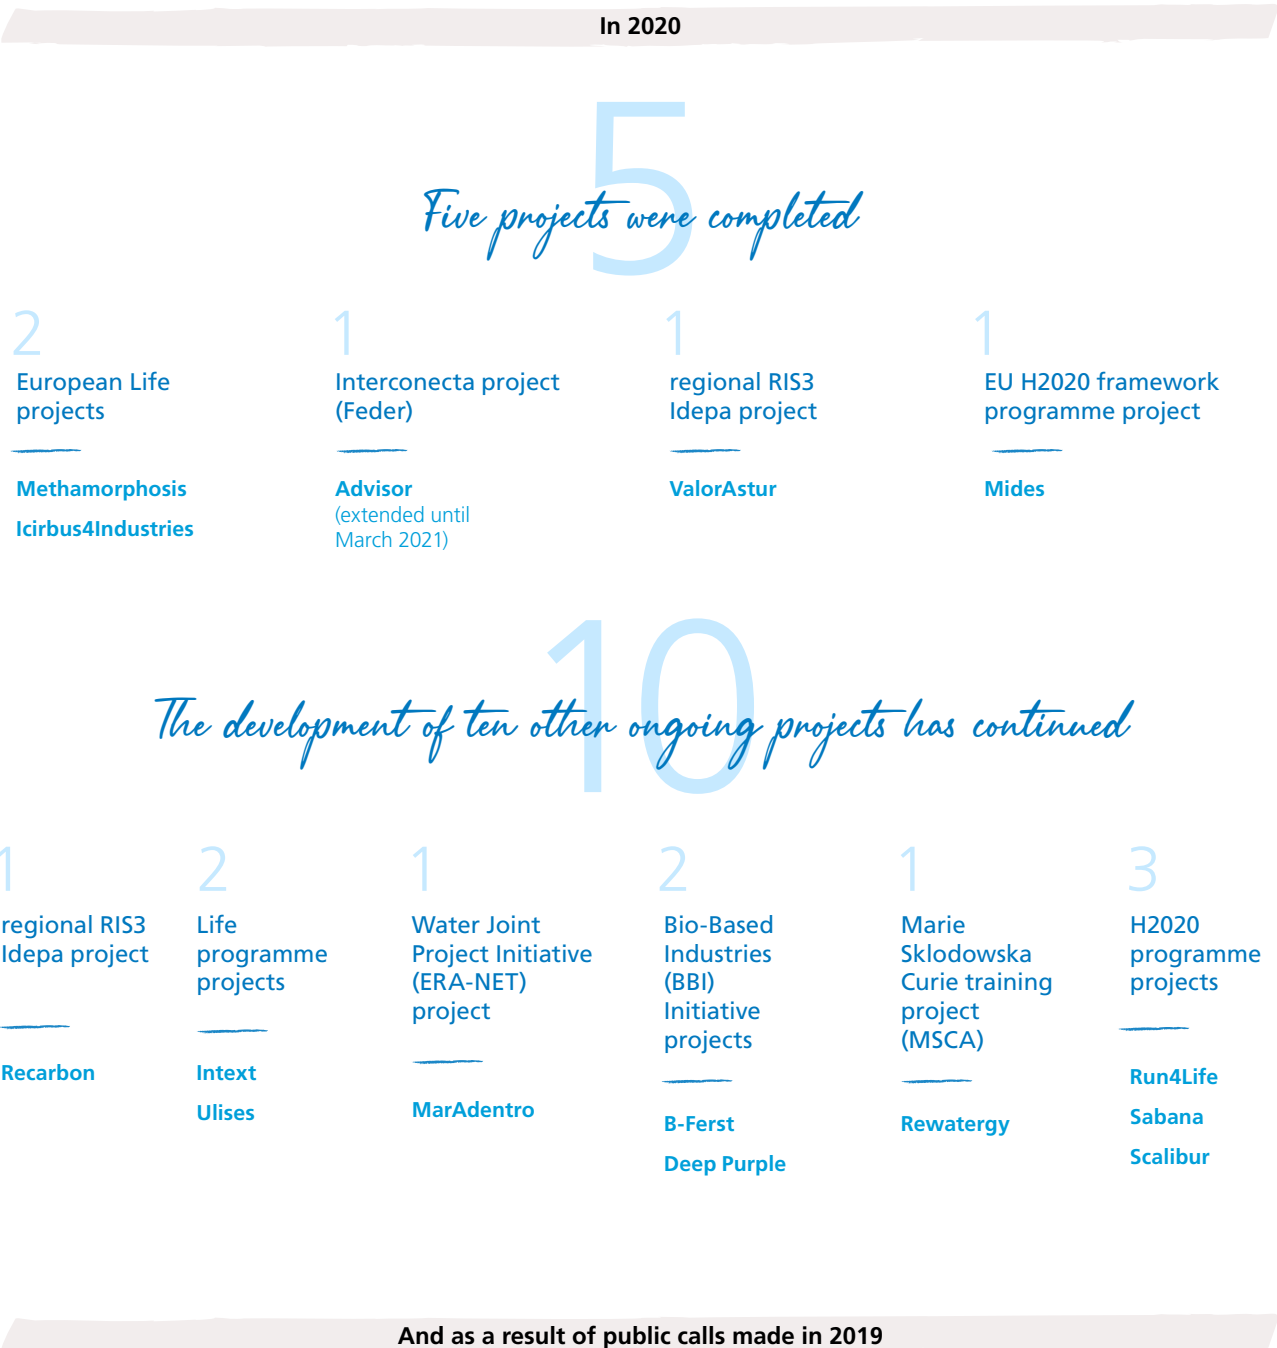 In 2020
5
Five projects were completed
2
European Life
projects
Methamorphosis
Icirbus4Industries
1
Interconecta project
(Feder)
Advisor
(extended until
March 2021)
1
regional RIS3
Idepa project
ValorAstur
1
EU H2020 framework
programme project
Mides
10
The development of ten other ongoing projects has continued
1
regional RIS3
Idepa project
Recarbon
2
Life
programme
projects
Intext
Ulises
1
Water Joint
Project Initiative
(ERA-NET)
project
MarAdentro
2
Bio-Based
Industries
(BBI)
Initiative
projects
B-Ferst
Deep Purple
1
Marie
Sklodowska
Curie training
project
(MSCA)
Rewatergy
3
H2020
programme
projects
Run4Life
Sabana
Scalibur
And as a result of public calls made in 2019